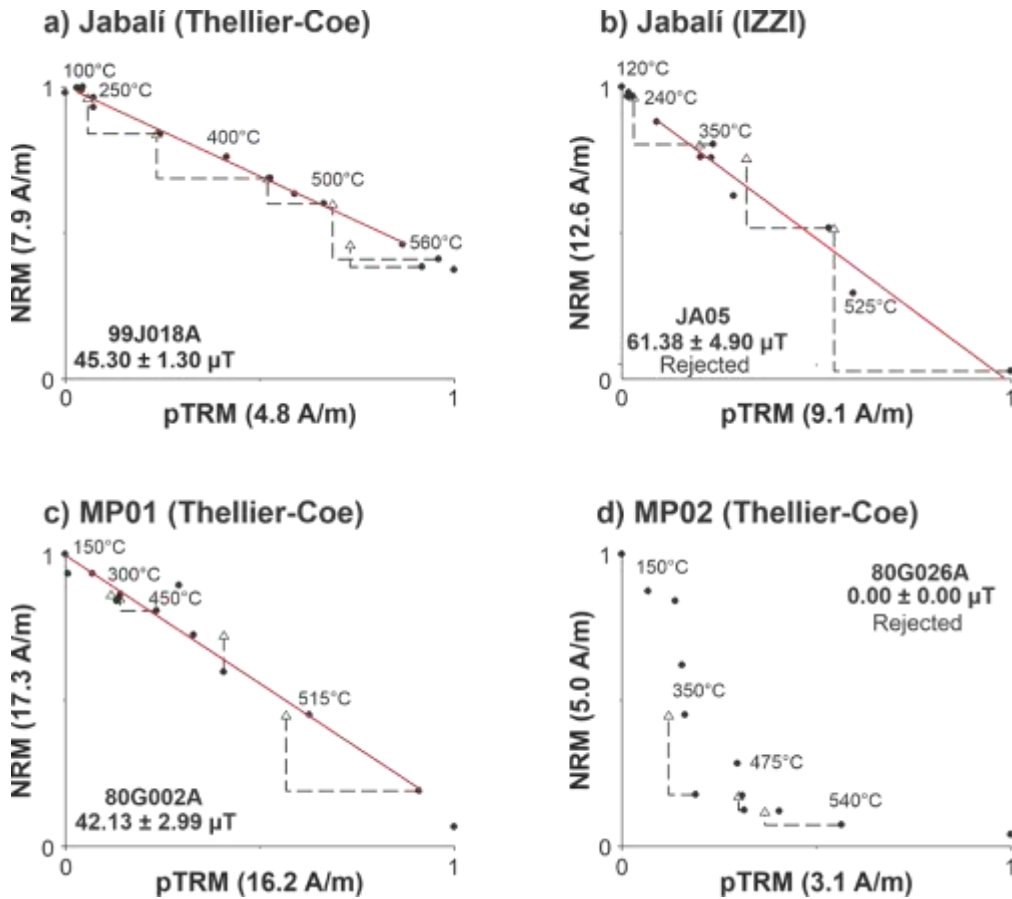 a) Jabalí (Thellier-Coe)
1
100°C
250°C
400°C
500°C
560°C
NRM (7.9 A/m)
99J018A
45.30 ± 1.30 µT
0
0
1
pTRM (4.8 A/m)
b) Jabalí (IZZI)
1
120°C
240°C
350°C
525°C
NRM (12.6 A/m)
JA05
61.38 ± 4.90 µT
Rejected
0
0
1
pTRM (9.1 A/m)
c) MP01 (Thellier-Coe)
1
150°C
300°C
450°C
515°C
NRM (17.3 A/m)
80G002A
42.13 ± 2.99 µT
0
0
1
pTRM (16.2 A/m)
d) MP02 (Thellier-Coe)
1
150°C
80G026A
0.00 ± 0.00 µT
Rejected
350°C
475°C
540°C
NRM (5.0 A/m)
0
0
1
pTRM (3.1 A/m)